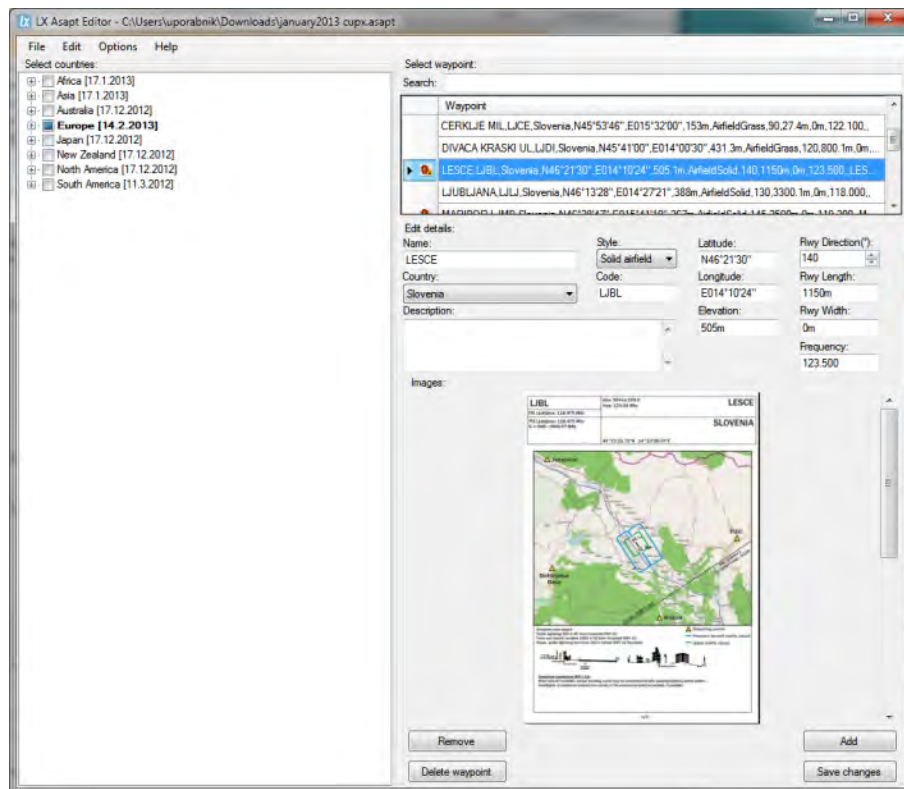 LX Asapt Editor - C:\Users\uporabnik\Downloads\january2013 cupx.asapt
File Edit Options Help
Select countries:
Africa [17.1.2013]
Asia [17.1.2013]
Australia [17.12.2012]
Europe [14.2.2013]
Japan [17.12.2012]
New Zealand [17.12.2012]
North America [17.12.2012]
South America [11.3.2012]
Select waypoint:
Search:
Waypoint
CERKLJE MIL,LJCE,Slovenia,N45°53'46",E015°32'00",153m,AirfieldGrass,90,27.4m,0m,122.100,,
DIVACA KRASKI UL,LJDI,Slovenia,N45°41'00",E014°00'30",431.3m,AirfieldGrass,120,800.1m,0m,...
LESCE,LJBL,Slovenia,N46°21'30",E014°10'24",505.1m,AirfieldSolid,140,1150m,0m,123.500,,LES...
LJUBLJANA,LJLJ,Slovenia,N46°13'28",E014°27'21",388m,AirfieldSolid,130,3300.1m,0m,118.000,,
Edit details:
Name: Style: Latitude: Rwy Direction(°):
LESCE Solid airfield N46°21'30" 140
Country: Code: Longitude: Rwy Length:
Slovenia LJBL E014°10'24" 1150m
Description: Elevation: Rwy Width:
505m 0m
Frequency:
123.500
Images:
LJBL LESCE
SLOVENIA
Remove Add
Delete waypoint Save changes